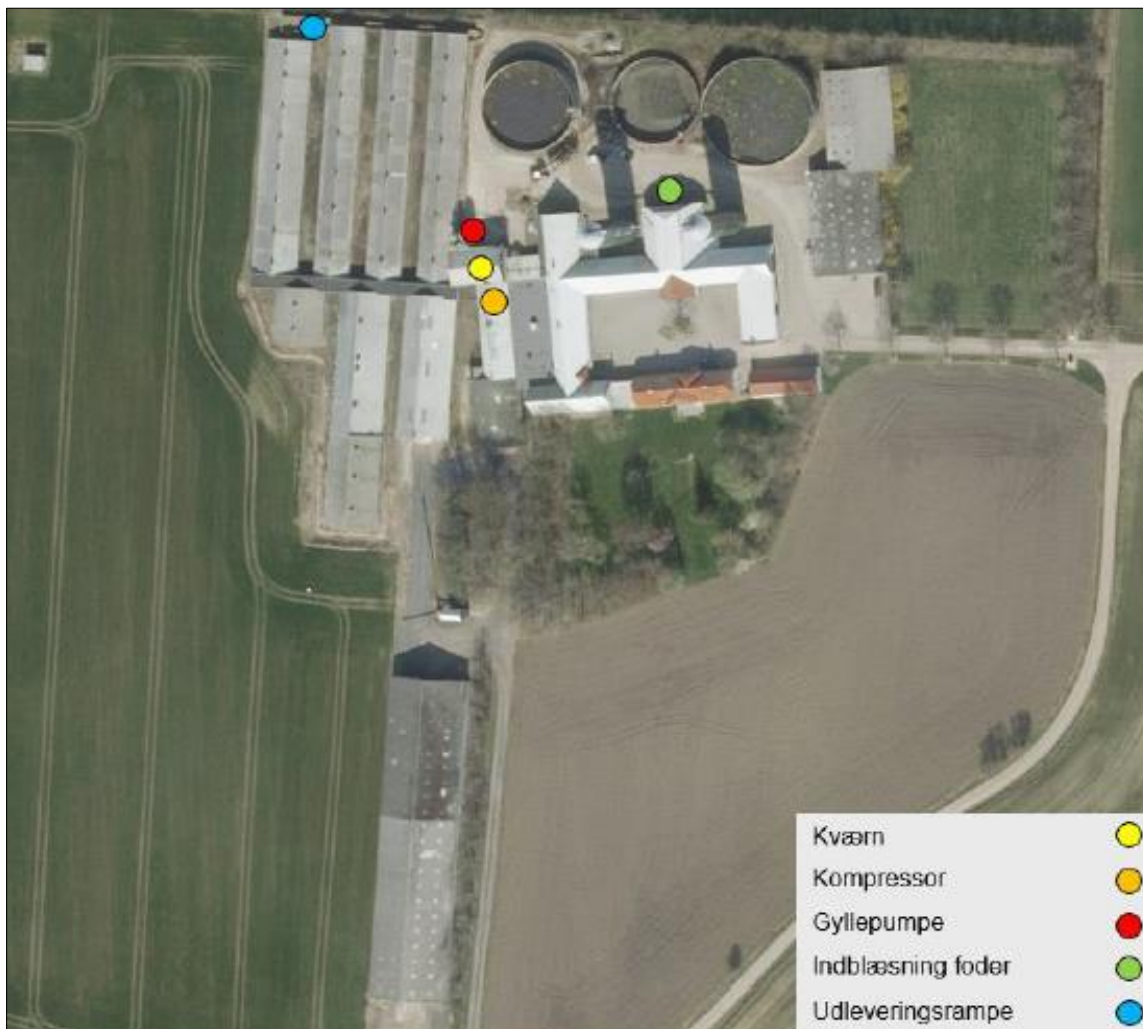 Kværn
Kompressor
Gyllepumpe
Indblæsning foder
Udleveringsrampe